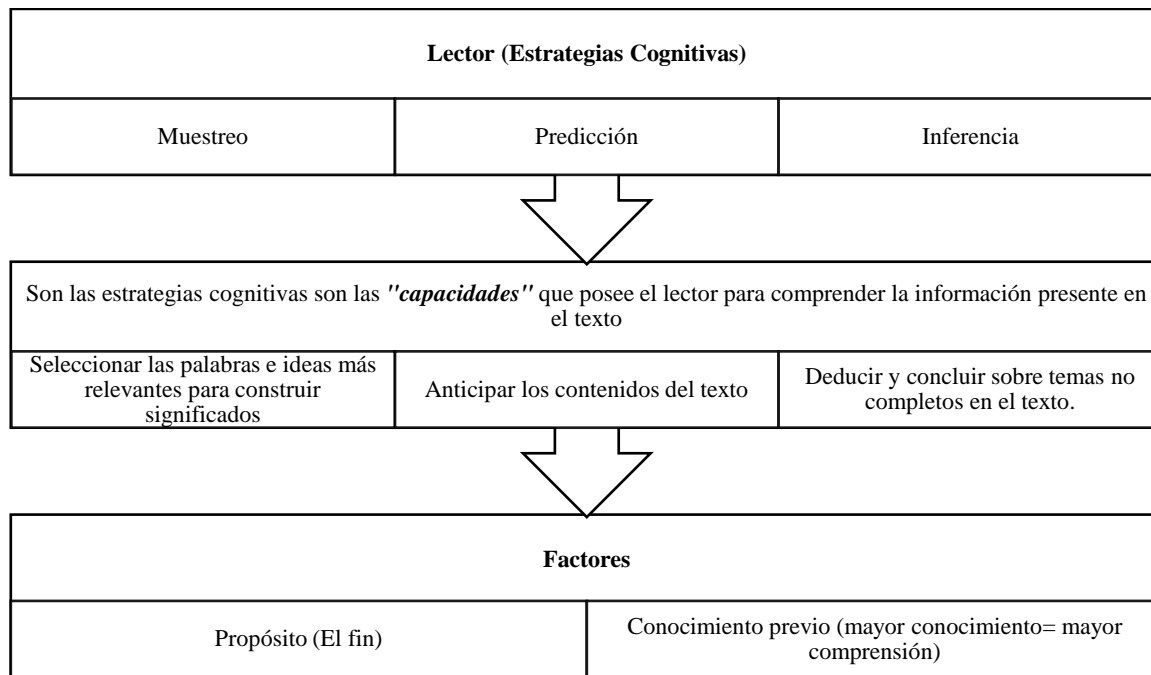 Lector (Estrategias Cognitivas)
Muestreo
Predicción
Inferencia
Son las estrategias cognitivas son las "capacidades" que posee el lector para comprender la información presente en
el texto
Seleccionar las palabras e ideas más
relevantes para construir
significados
Anticipar los contenidos del texto
Deducir y concluir sobre temas no
completos en el texto.
Factores
Propósito (El fin)
Conocimiento previo (mayor conocimiento= mayor
comprensión)